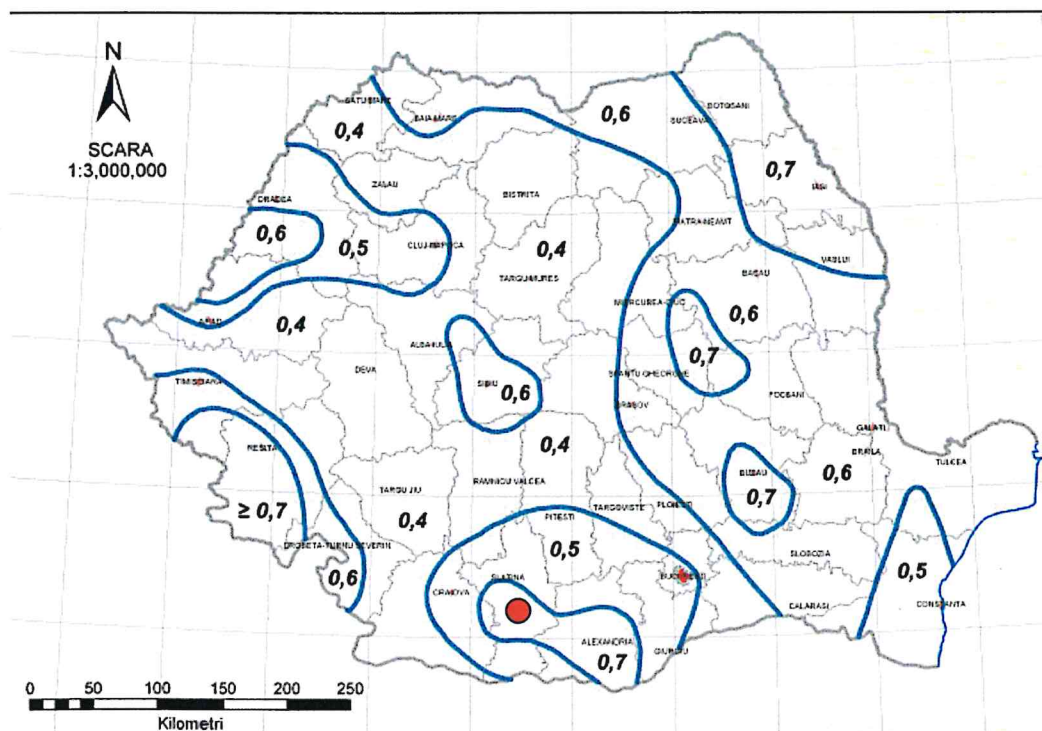 N
SCARA
1:3,000,000
SATU-MARE
0,4
BAIA-MARE
0,6
SUCEAVA
BOTOSANI
0,7
IASI
ZALAU
BISTRITA
ORADEA
0,6
0,5
CLUJ-NAPOCA
0,4
TARGU-MURES
PIATRA-NEAMT
BACAU
VASLUI
MIERCUREA-CIUC
0,6
ARAD
0,4
ALBA-IULIA
DEVA
SIBIU
0,6
SFANTU-GHEORGHE
0,7
TIMISOARA
BRASOV
FOCSANI
GALATI
RESITA
0,4
BRAILA
TULCEA
BUZAU
0,6
0,7
RAMNICU VALCEA
TARGU JIU
≥ 0,7
0,4
PITESTI
TARGOVISTE
PLOIESTI
DROBETA-TURNU SEVERIN
0,5
SLOBOZIA
0,6
SLATINA
BUCURESTI
0,5
CRAIOVA
CALARASI
CONSTANTA
ALEXANDRIA
GIURGIU
0,7
0 50 100 150 200 250
Kilometri